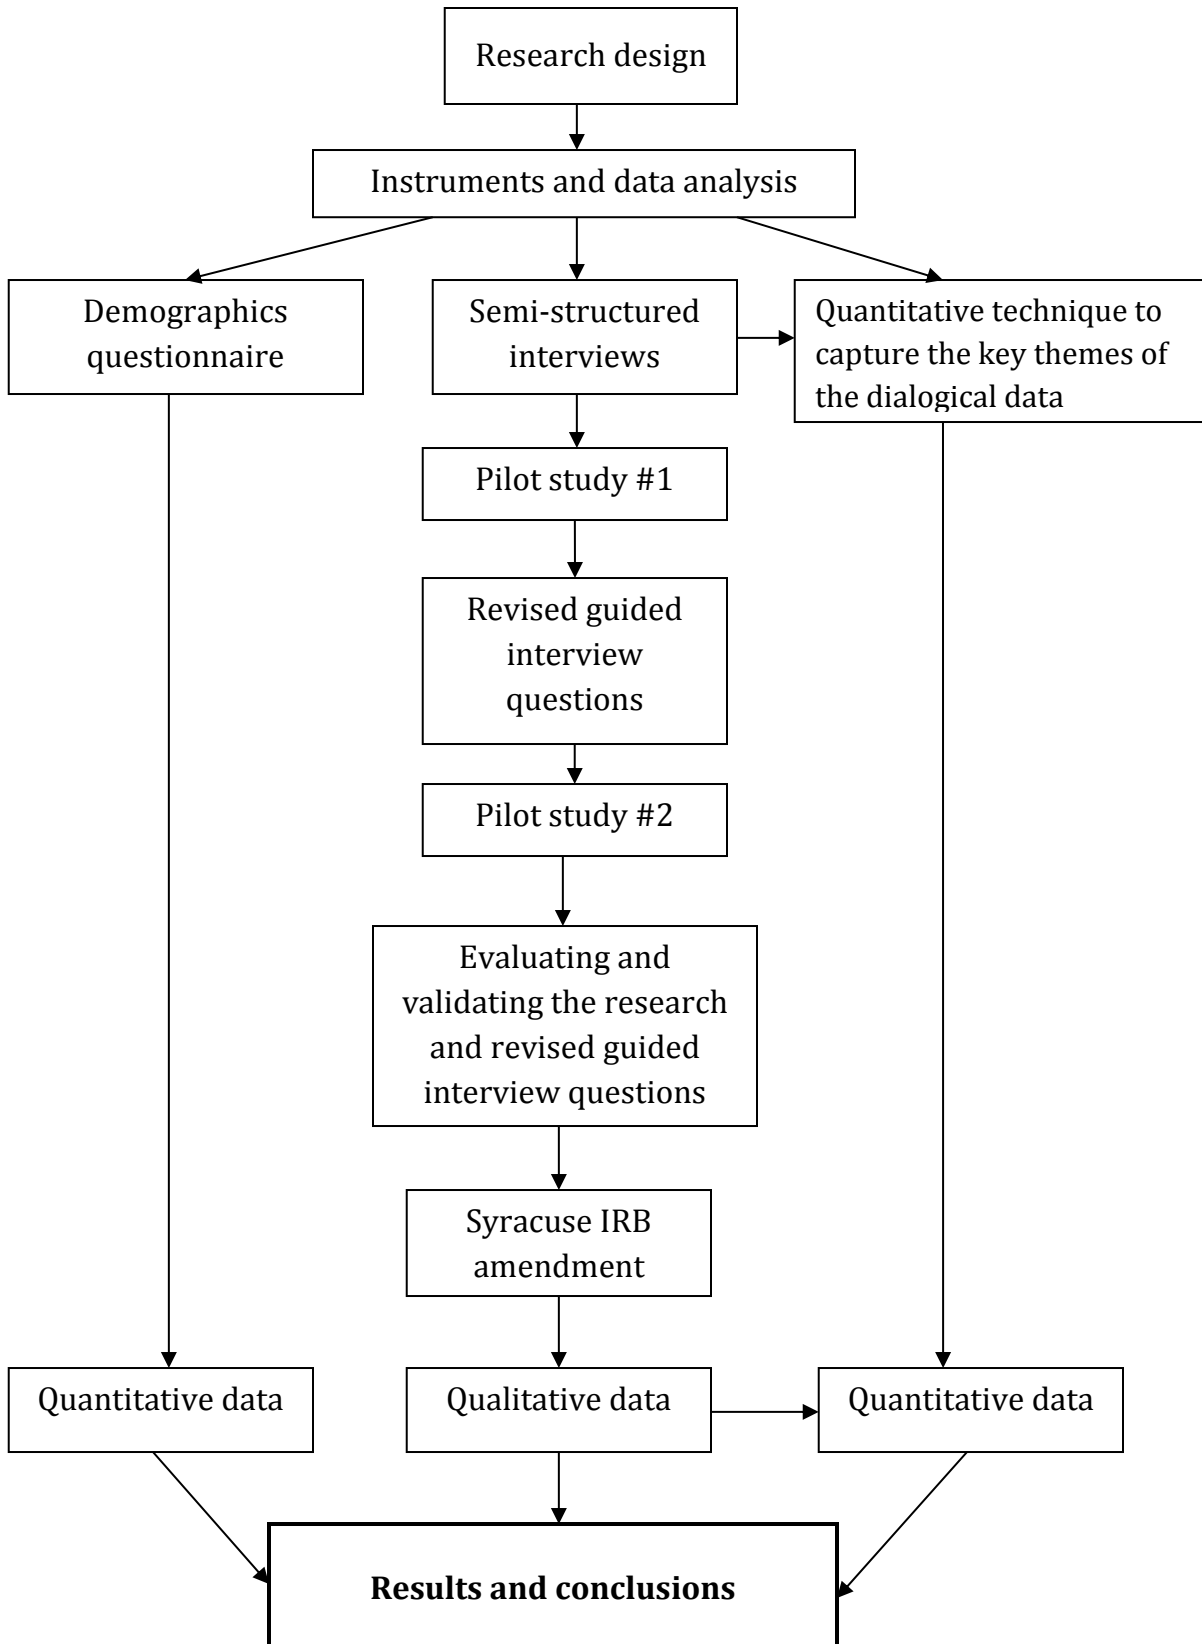 Research design
Instruments and data analysis
Demographics
questionnaire
Semi-structured
interviews
Quantitative technique to
capture the key themes of
the dialogical data
Pilot study #1
Revised guided
interview
questions
Pilot study #2
Evaluating and
validating the research
and revised guided
interview questions
Syracuse IRB
amendment
Quantitative data
Qualitative data
Quantitative data
Results and conclusions